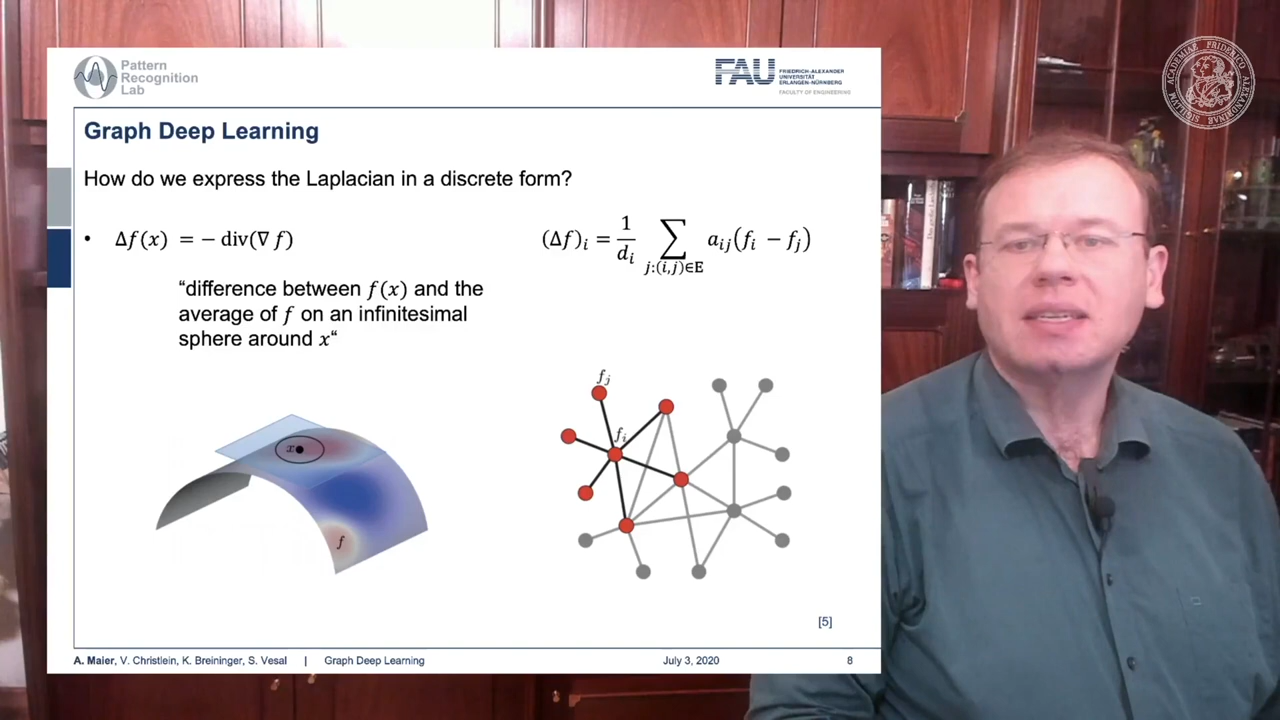 Pattern
Recognition
Lab
FAU
FRIEDRICH-ALEXANDER
UNIVERSITÄT
ERLANGEN-NÜRNBERG
FACULTY OF ENGINEERING
Graph Deep Learning
How do we express the Laplacian in a discrete form?
• Δf(x) = − div(∇ f)
(Δf)ᵢ = 1/dᵢ ∑ j:(i,j)∈E aᵢⱼ(fᵢ − fⱼ)
“difference between f(x) and the
average of f on an infinitesimal
sphere around x“
x
f
fⱼ
fᵢ
[5]
A. Maier, V. Christlein, K. Breininger, S. Vesal | Graph Deep Learning July 3, 2020 8